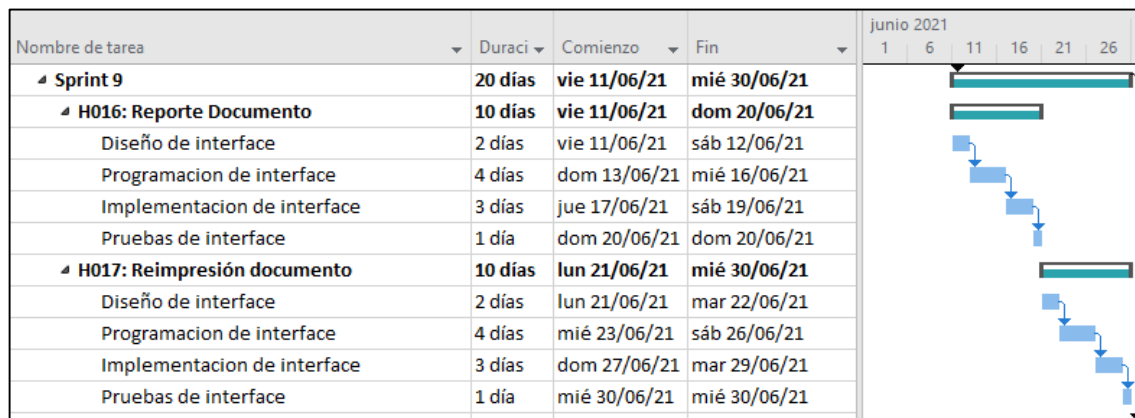 junio 2021
Nombre de tarea Duraci Comienzo Fin 1 6 11 16 21 26
Sprint 9 20 días vie 11/06/21 mié 30/06/21
H016: Reporte Documento 10 días vie 11/06/21 dom 20/06/21
Diseño de interface 2 días vie 11/06/21 sáb 12/06/21
Programacion de interface 4 días dom 13/06/21 mié 16/06/21
Implementacion de interface 3 días jue 17/06/21 sáb 19/06/21
Pruebas de interface 1 día dom 20/06/21 dom 20/06/21
H017: Reimpresión documento 10 días lun 21/06/21 mié 30/06/21
Diseño de interface 2 días lun 21/06/21 mar 22/06/21
Programacion de interface 4 días mié 23/06/21 sáb 26/06/21
Implementacion de interface 3 días dom 27/06/21 mar 29/06/21
Pruebas de interface 1 día mié 30/06/21 mié 30/06/21